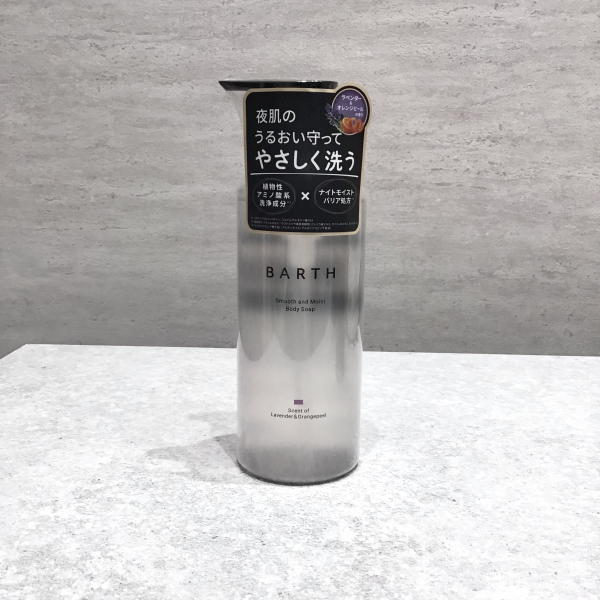 ラベンダー
&
オレンジピール
の香り
夜肌の
うるおい守って
やさしく洗う
植物性
アミノ酸系
洗浄成分
×
ナイトモイスト
バリア処方
BARTH
Smooth and Moist
Body Soap
Scent of
Lavender&Orangepeel